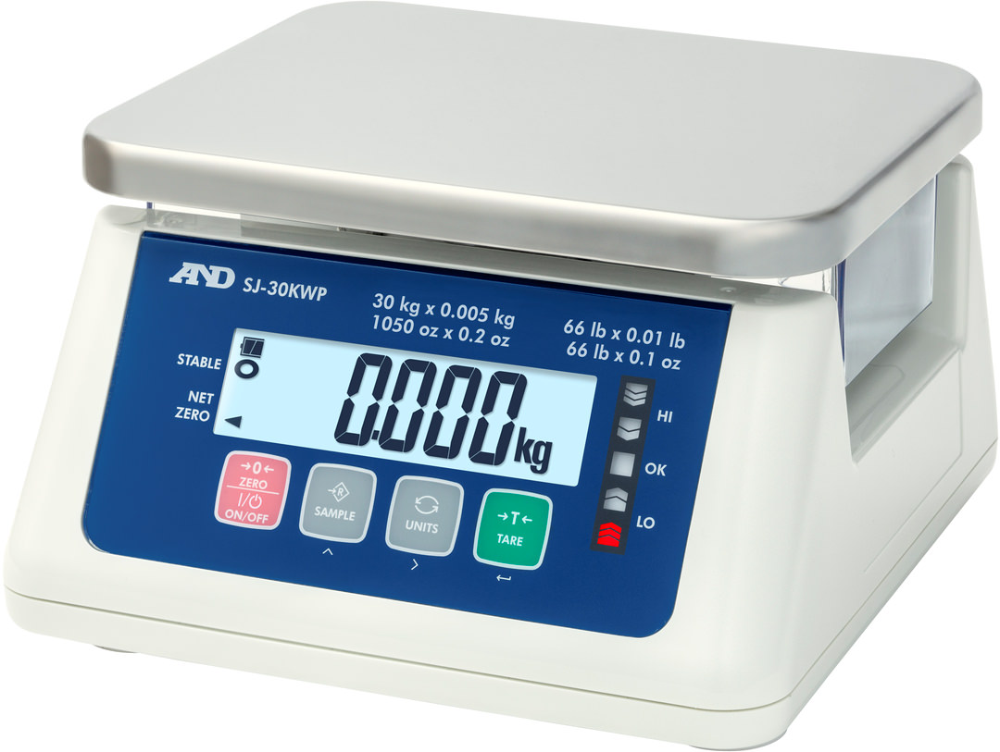 AND SJ-30KWP
30 kg x 0.005 kg
1050 oz x 0.2 oz
66 lb x 0.01 lb
66 lb x 0.1 oz
STABLE
NET
ZERO
0.000kg
HI
OK
LO
→0←
ZERO
I/⏻
ON/OFF
R
SAMPLE
UNITS
→T←
TARE